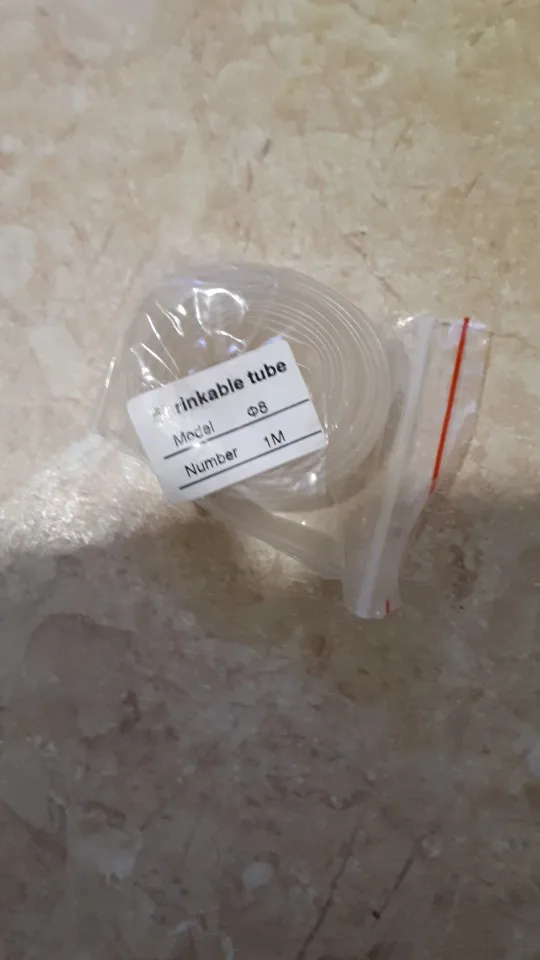 Shrinkable tube
Model Φ8
Number 1M